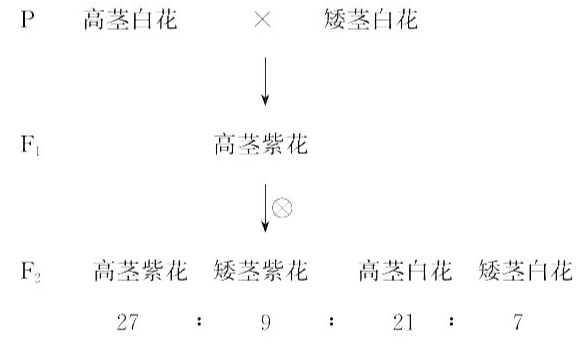 P 高茎白花 × 矮茎白花
F₁ 高茎紫花
⊗
F₂ 高茎紫花 矮茎紫花 高茎白花 矮茎白花
27 : 9 : 21 : 7